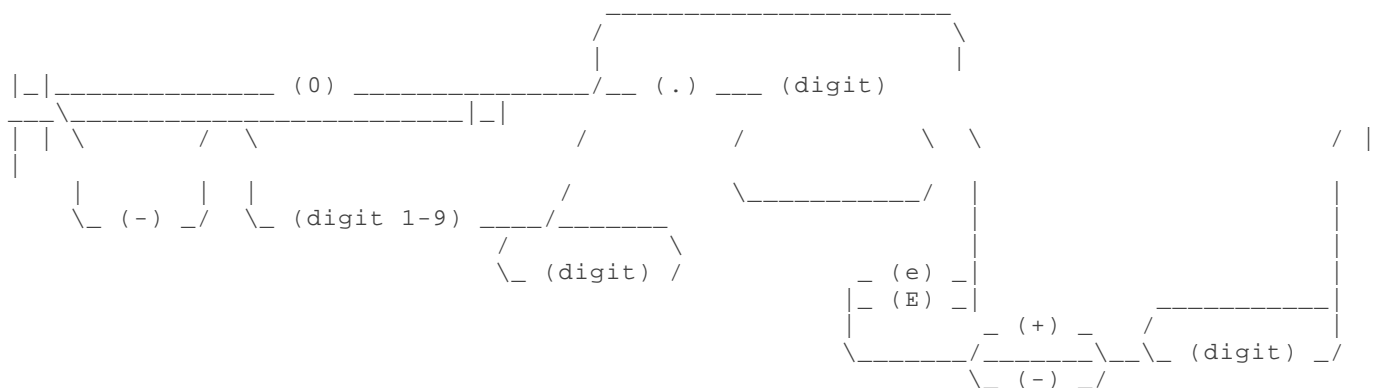 (0) (.) (digit)
(-) (digit 1-9)
(digit) (e)
(E)
(+)
(digit)
(-)